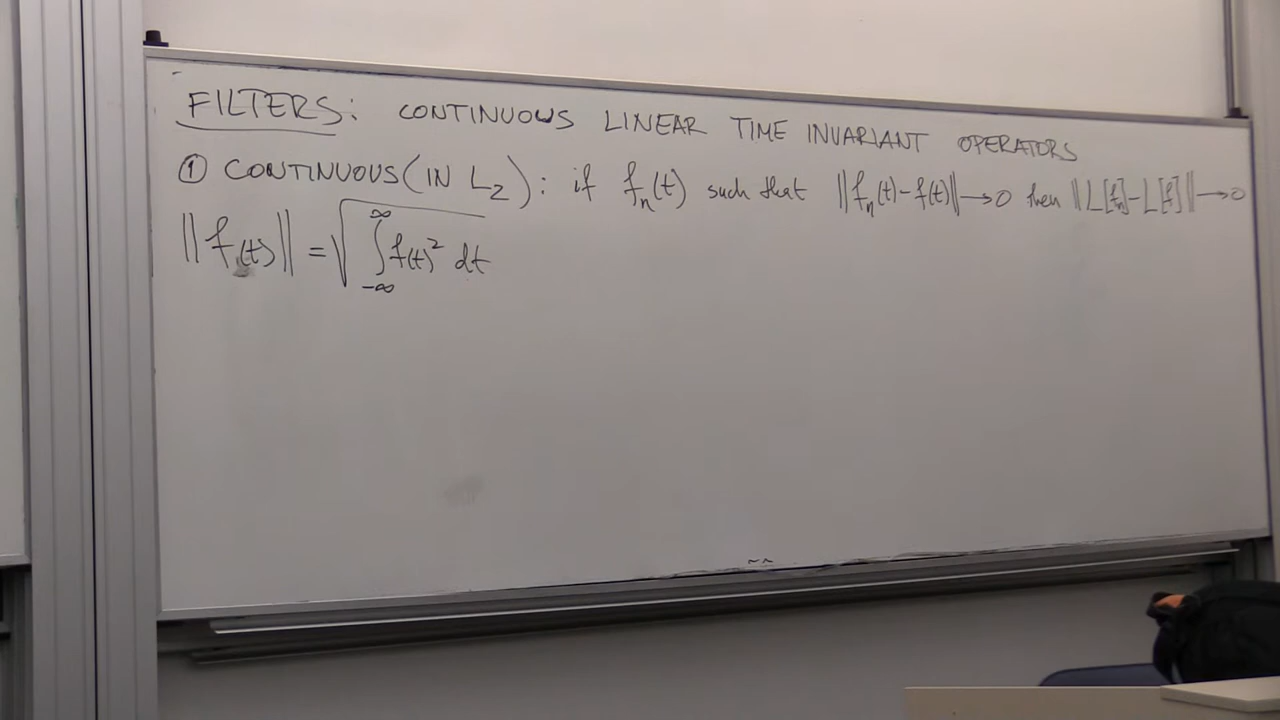 FILTERS: CONTINUOUS LINEAR TIME INVARIANT OPERATORS
① CONTINUOUS (IN L₂): if fₙ(t) such that ||fₙ(t)-f(t)||→0 then ||L[fₙ]-L[f]||→0
||f(t)|| = √∫_{-∞}^{∞} f(t)² dt